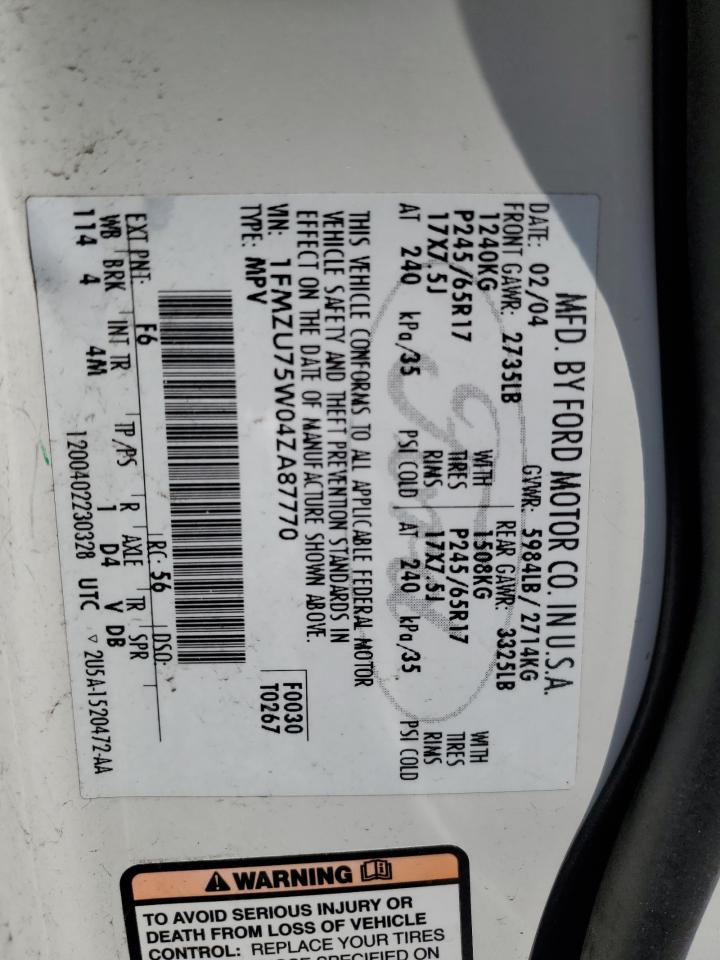 MFD. BY FORD MOTOR CO. IN U.S.A.
DATE: 02/04 GVWR: 5984LB/2714KG
FRONT GAWR: 2735LB REAR GAWR: 3325LB
1240KG WITH 1508KG WITH
P245/65R17 TIRES P245/65R17 TIRES
17X7.5J RIMS 17X7.5J RIMS
AT 240 kPa/35 PSI COLD AT 240 kPa/35 PSI COLD
THIS VEHICLE CONFORMS TO ALL APPLICABLE FEDERAL MOTOR
VEHICLE SAFETY AND THEFT PREVENTION STANDARDS IN
EFFECT ON THE DATE OF MANUFACTURE SHOWN ABOVE.
VIN: 1FMZU75W04ZA87770 F0030
TYPE: MPV T0267
EXT PNT: F6 RC: 56 DSO:
WB BRK INT TR TP/PS R AXLE TR SPR
114 4 4M 1 D4 V DB
12004022303​28 UTC ▽ 2U5A-1520472-AA
WARNING
TO AVOID SERIOUS INJURY OR
DEATH FROM LOSS OF VEHICLE
CONTROL: REPLACE YOUR TIRES
SPECIFIED ON